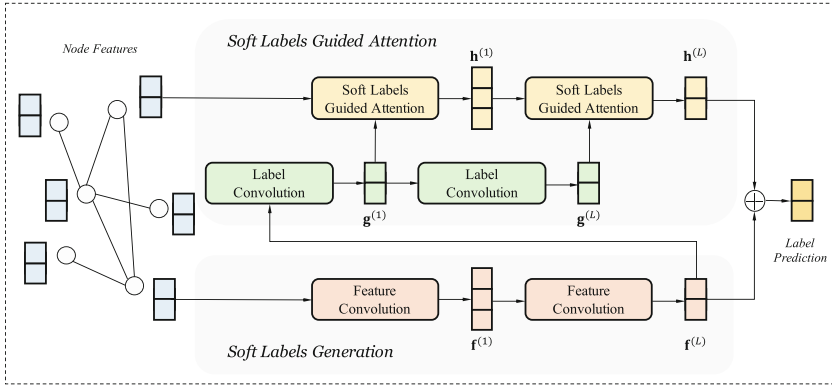 Soft Labels Guided Attention
Node Features
𝐡⁽¹⁾
𝐡⁽ᴸ⁾
Soft Labels
Guided Attention
Soft Labels
Guided Attention
Label
Convolution
Label
Convolution
𝐠⁽¹⁾
𝐠⁽ᴸ⁾
Label
Prediction
Feature
Convolution
Feature
Convolution
𝐟⁽¹⁾
𝐟⁽ᴸ⁾
Soft Labels Generation